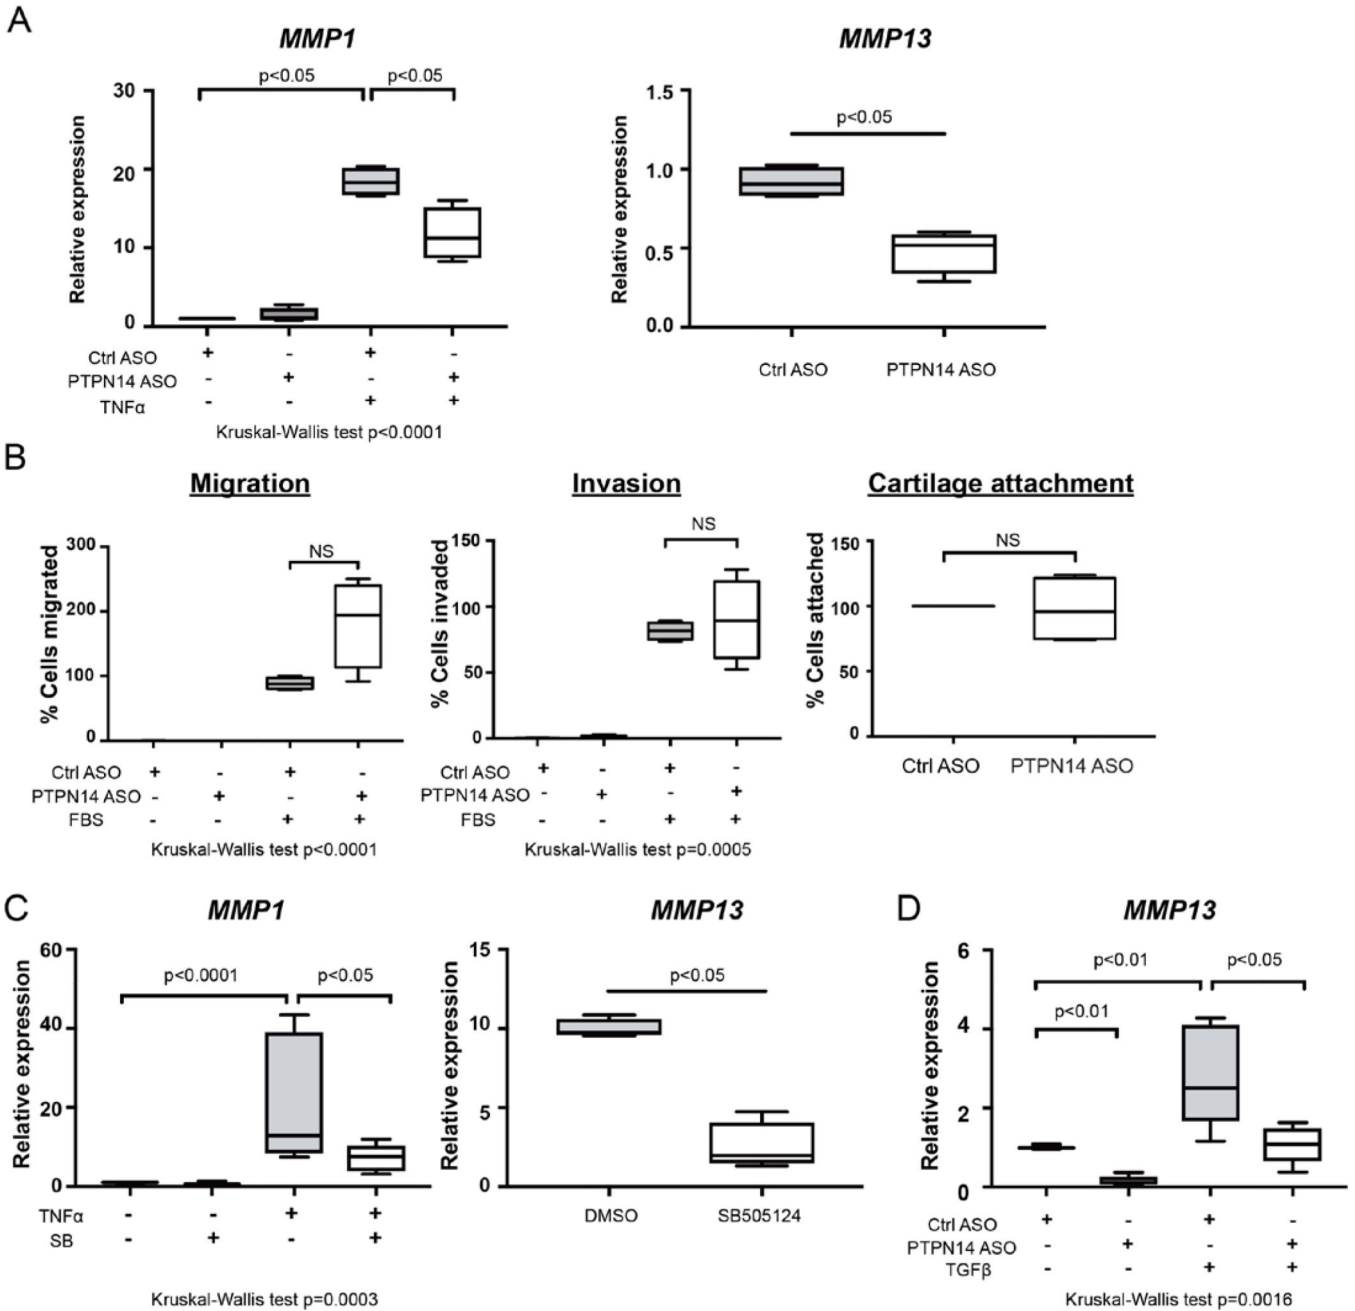 A
MMP1
MMP13
p<0.05
p<0.05
p<0.05
Relative expression
30
20
10
0
Relative expression
1.5
1.0
0.5
0.0
Ctrl ASO + - + -
PTPN14 ASO - + - +
TNFα - - + +
Kruskal-Wallis test p<0.0001
Ctrl ASO
PTPN14 ASO
B
Migration
Invasion
Cartilage attachment
% Cells migrated
300
200
100
0
NS
Ctrl ASO + - + -
PTPN14 ASO - + - +
FBS - - + +
Kruskal-Wallis test p<0.0001
% Cells invaded
150
100
50
0
NS
Ctrl ASO + - + -
PTPN14 ASO - + - +
FBS - - + +
Kruskal-Wallis test p=0.0005
% Cells attached
150
100
50
0
NS
Ctrl ASO
PTPN14 ASO
C
MMP1
Relative expression
60
40
20
0
p<0.0001
p<0.05
TNFα - - + +
SB - + - +
Kruskal-Wallis test p=0.0003
MMP13
Relative expression
15
10
5
0
p<0.05
DMSO
SB505124
D
MMP13
Relative expression
6
4
2
0
p<0.01
p<0.05
p<0.01
Ctrl ASO + - + -
PTPN14 ASO - + - +
TGFβ - - + +
Kruskal-Wallis test p=0.0016